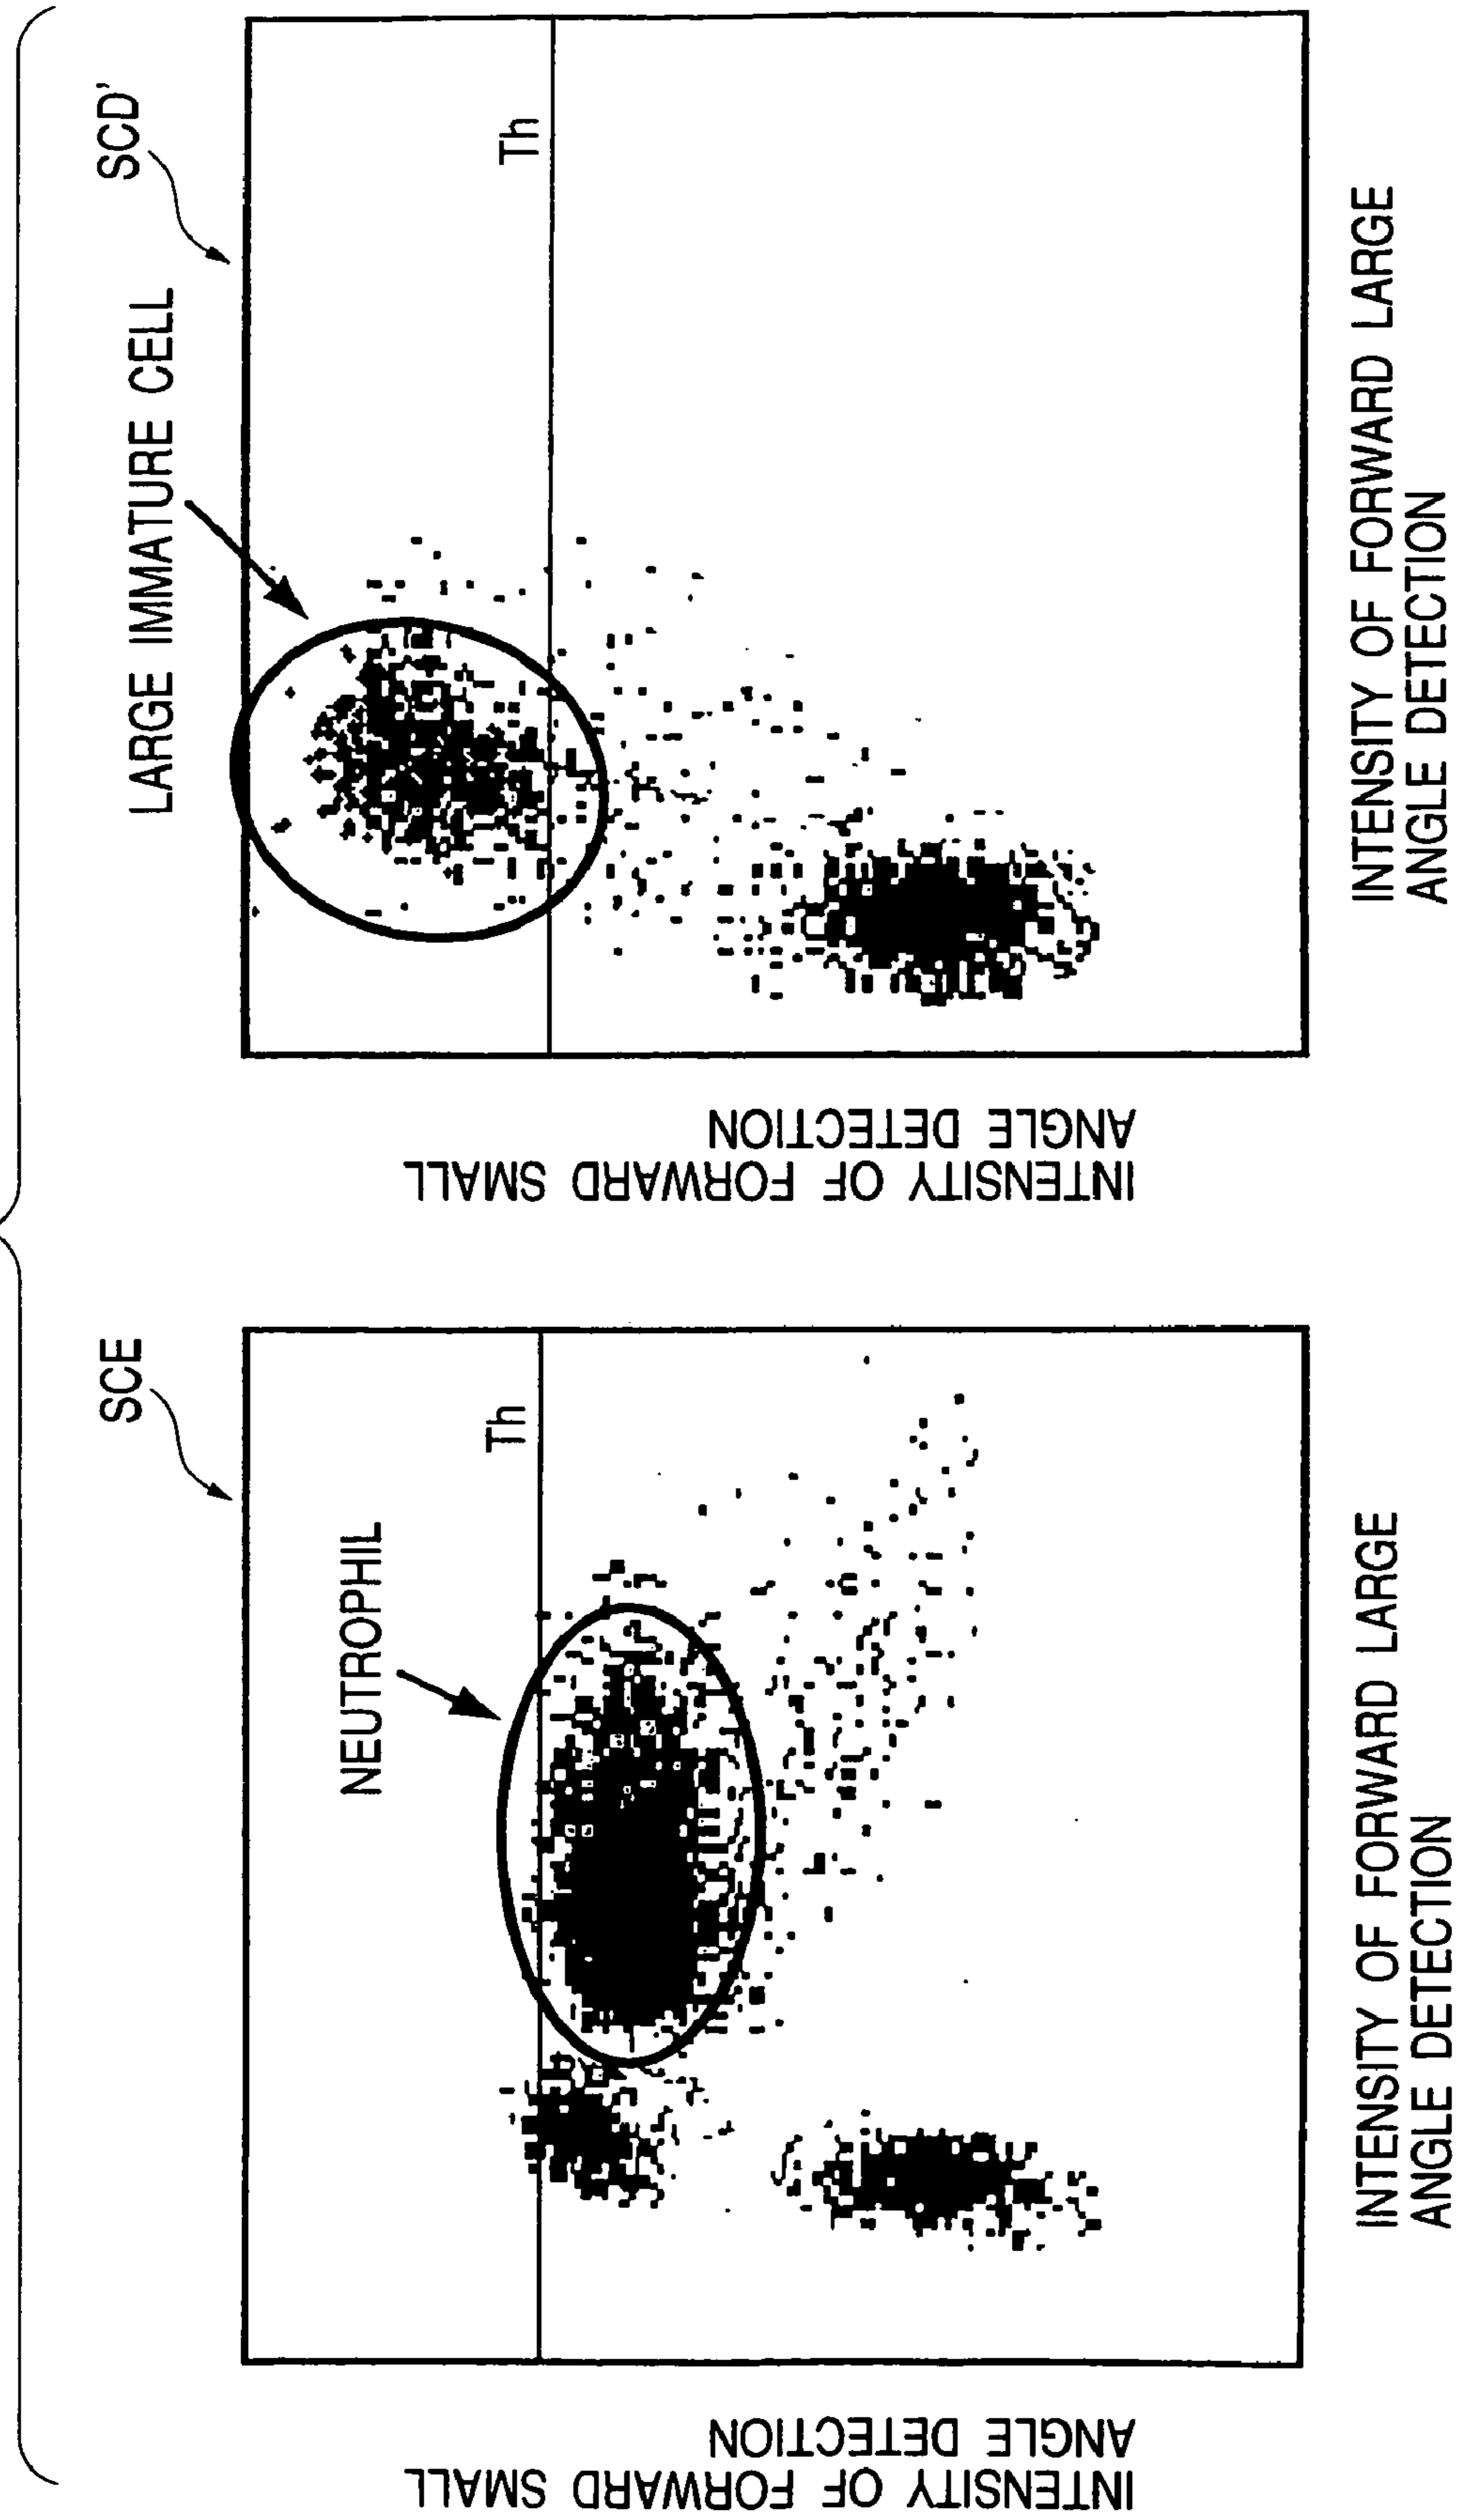 SCE
NEUTROPHIL
Th
INTENSITY OF FORWARD SMALL
ANGLE DETECTION
INTENSITY OF FORWARD LARGE
ANGLE DETECTION
SCD'
LARGE IMMATURE CELL
Th
INTENSITY OF FORWARD SMALL
ANGLE DETECTION
INTENSITY OF FORWARD LARGE
ANGLE DETECTION